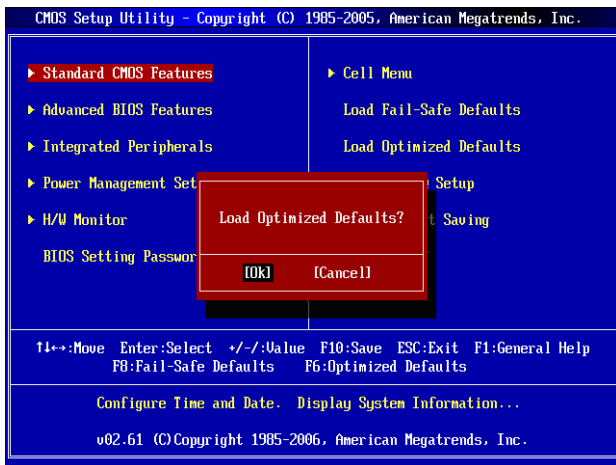 CMOS Setup Utility - Copyright (C) 1985-2005, American Megatrends, Inc.
▶ Standard CMOS Features
▶ Advanced BIOS Features
▶ Integrated Peripherals
▶ Power Management Set
▶ H/W Monitor
BIOS Setting Passwor
▶ Cell Menu
Load Fail-Safe Defaults
Load Optimized Defaults
Setup
t Saving
Load Optimized Defaults?
[Ok] [Cancel]
↑↓←→:Move Enter:Select +/-/:Value F10:Save ESC:Exit F1:General Help
F8:Fail-Safe Defaults F6:Optimized Defaults
Configure Time and Date. Display System Information...
v02.61 (C)Copyright 1985-2006, American Megatrends, Inc.